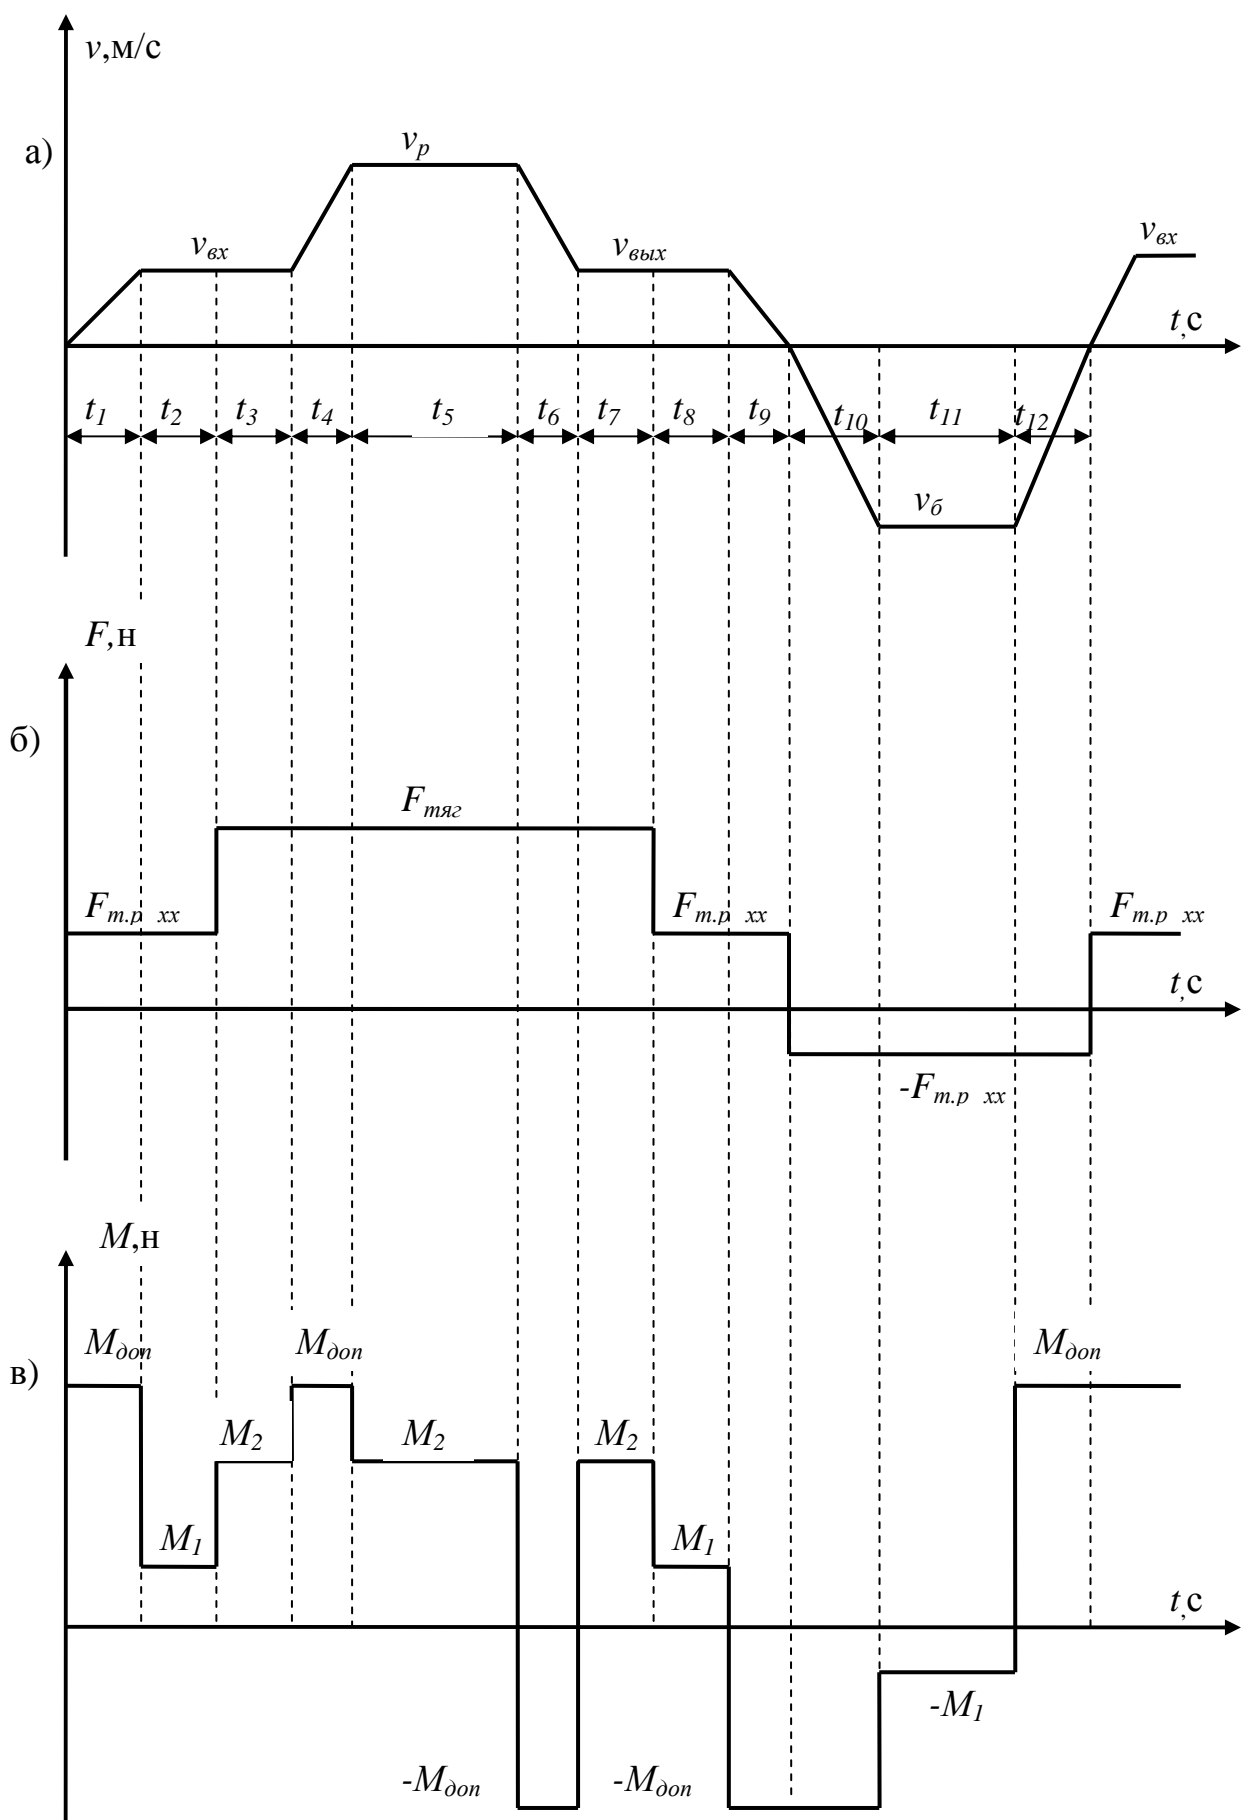 v,м/с
а)
v_р
v_вх v_вых v_вх
t,с
t_1 t_2 t_3 t_4 t_5 t_6 t_7 t_8 t_9 t_10 t_11 t_12
v_б
F,н
б)
F_тяг
F_т.р хх F_т.р хх F_т.р хх
t,с
-F_т.р хх
M,н
M_доп M_доп M_доп
в)
M_2 M_2 M_2
M_1 M_1
t,с
-M_1
-M_доп -M_доп